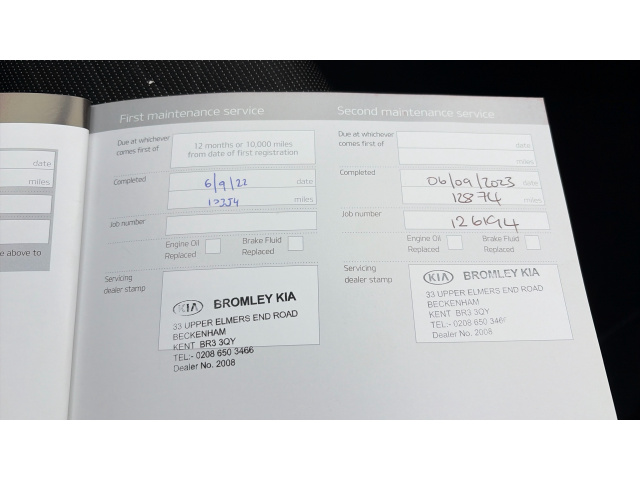 First maintenance service
Due at whichever
comes first of
12 months or 10,000 miles
from date of first registration
Completed
6/9/22 date
miles
Job number
Engine Oil
Replaced
Brake Fluid
Replaced
Servicing
dealer stamp
KIA BROMLEY KIA
33 UPPER ELMERS END ROAD
BECKENHAM
KENT BR3 3QY
TEL:- 0208 650 3466
Dealer No. 2008
Second maintenance service
Due at whichever
comes first of
date
miles
Completed
06/09/2023 date
12874 miles
Job number
Engine Oil
Replaced
Brake Fluid
Replaced
Servicing
dealer stamp
KIA BROMLEY KIA
33 UPPER ELMERS END ROAD
BECKENHAM
KENT BR3 3QY
TEL:- 0208 650 3466
Dealer No. 2008
date
miles
e above to